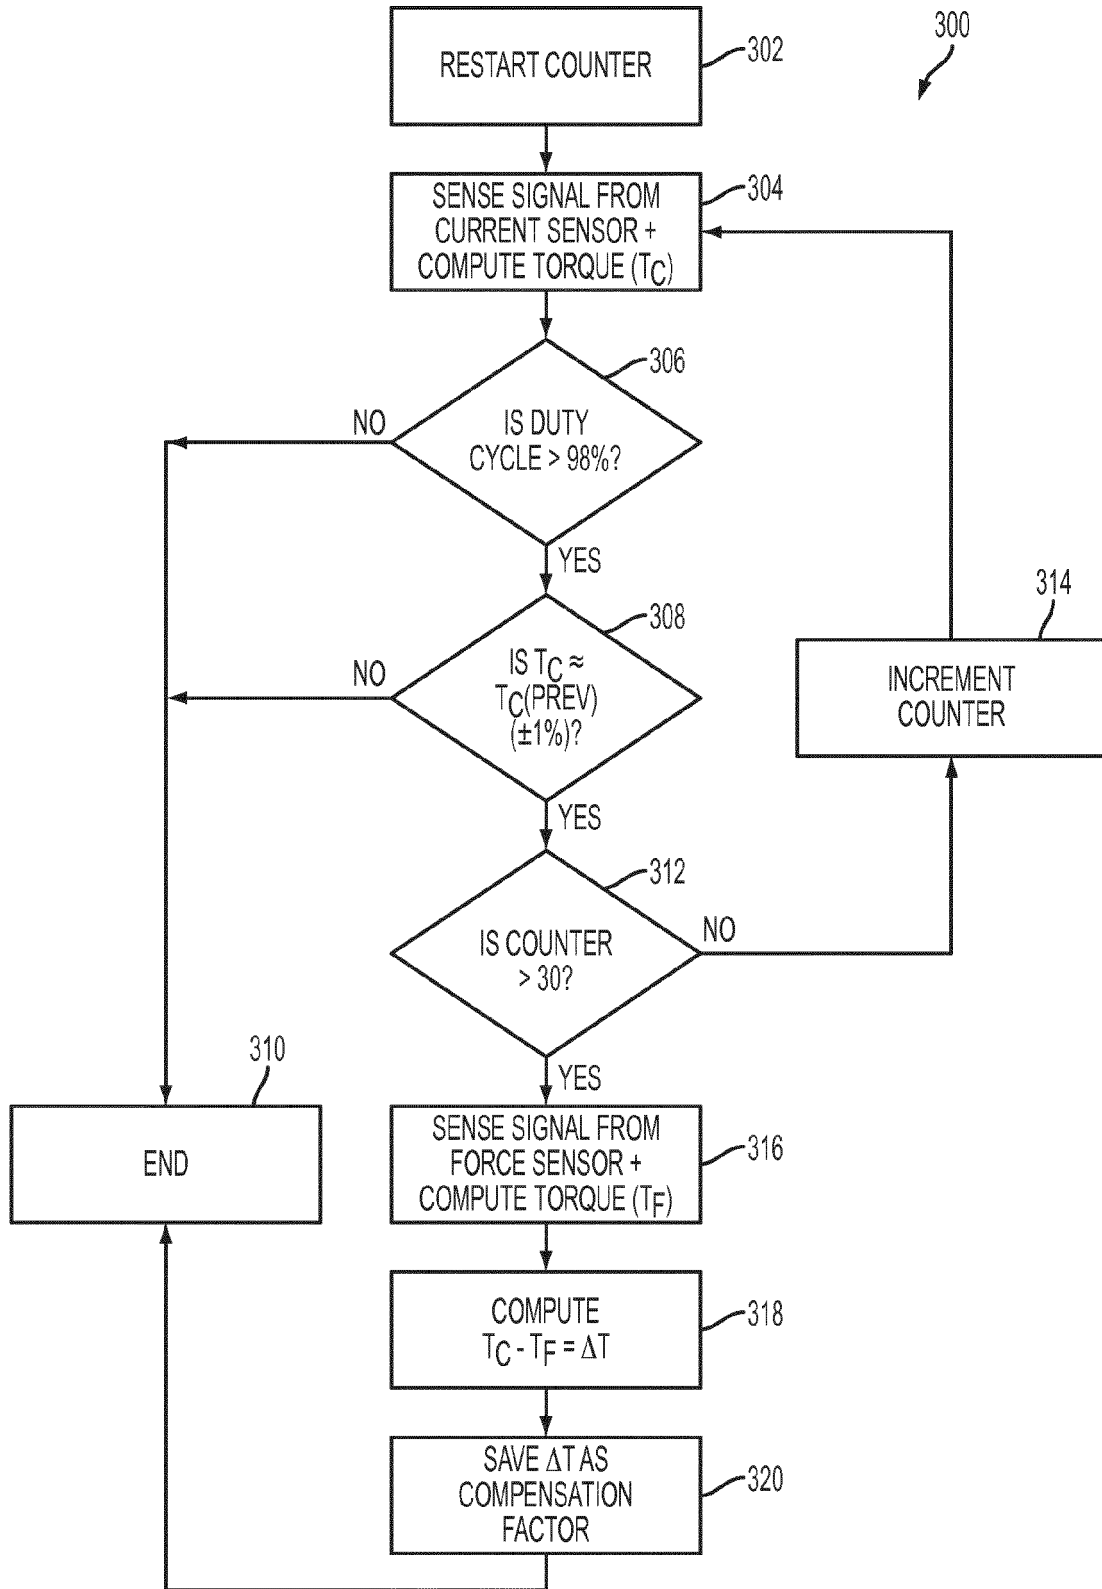 300
RESTART COUNTER
302
SENSE SIGNAL FROM
CURRENT SENSOR +
COMPUTE TORQUE (TC)
304
306
IS DUTY
CYCLE > 98%?
NO
YES
308
IS TC ≈
TC(PREV)
(±1%)?
NO
YES
314
INCREMENT
COUNTER
312
IS COUNTER
> 30?
NO
YES
310
END
SENSE SIGNAL FROM
FORCE SENSOR +
COMPUTE TORQUE (TF)
316
COMPUTE
TC - TF = ΔT
318
SAVE ΔT AS
COMPENSATION
FACTOR
320